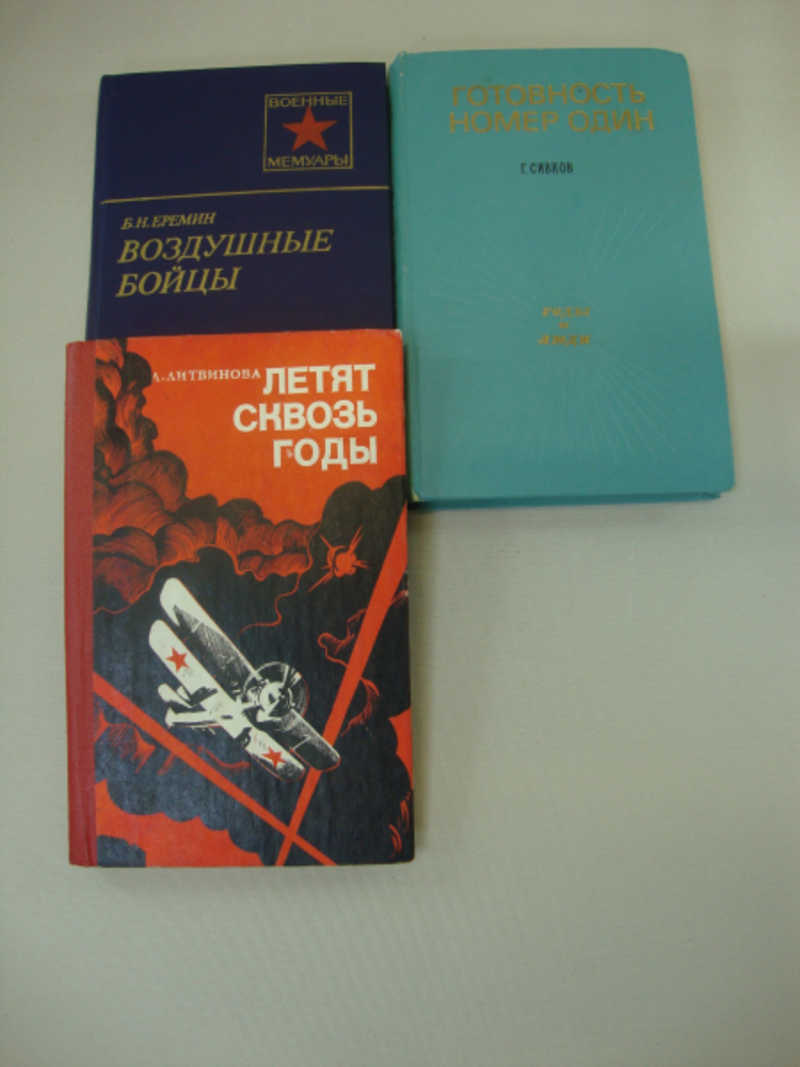 ВОЕННЫЕ
МЕМУАРЫ
Б.Н.ЕРЕМИН
ВОЗДУШНЫЕ
БОЙЦЫ
ГОТОВНОСТЬ
НОМЕР ОДИН
Г. СИВКОВ
Л. ЛИТВИНОВА
ЛЕТЯТ
СКВОЗЬ
ГОДЫ